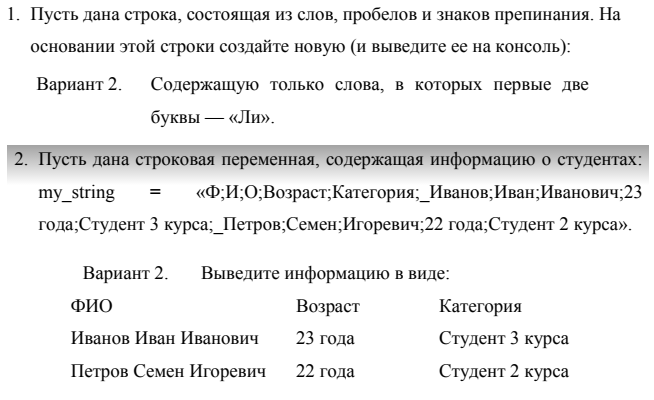 1. Пусть дана строка, состоящая из слов, пробелов и знаков препинания. На
основании этой строки создайте новую (и выведите ее на консоль):
Вариант 2. Содержащую только слова, в которых первые две
буквы — «Ли».
2. Пусть дана строковая переменная, содержащая информацию о студентах:
my_string = «Ф;И;О;Возраст;Категория;_Иванов;Иван;Иванович;23
года;Студент 3 курса;_Петров;Семен;Игоревич;22 года;Студент 2 курса».
Вариант 2. Выведите информацию в виде:
ФИО Возраст Категория
Иванов Иван Иванович 23 года Студент 3 курса
Петров Семен Игоревич 22 года Студент 2 курса